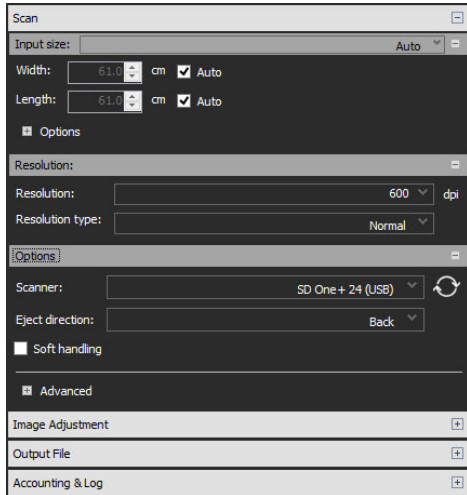 Scan
Input size: Auto
Width: 61.0 cm Auto
Length: 61.0 cm Auto
Options
Resolution:
Resolution: 600 dpi
Resolution type: Normal
Options
Scanner: SD One+ 24 (USB)
Eject direction: Back
Soft handling
Advanced
Image Adjustment
Output File
Accounting & Log